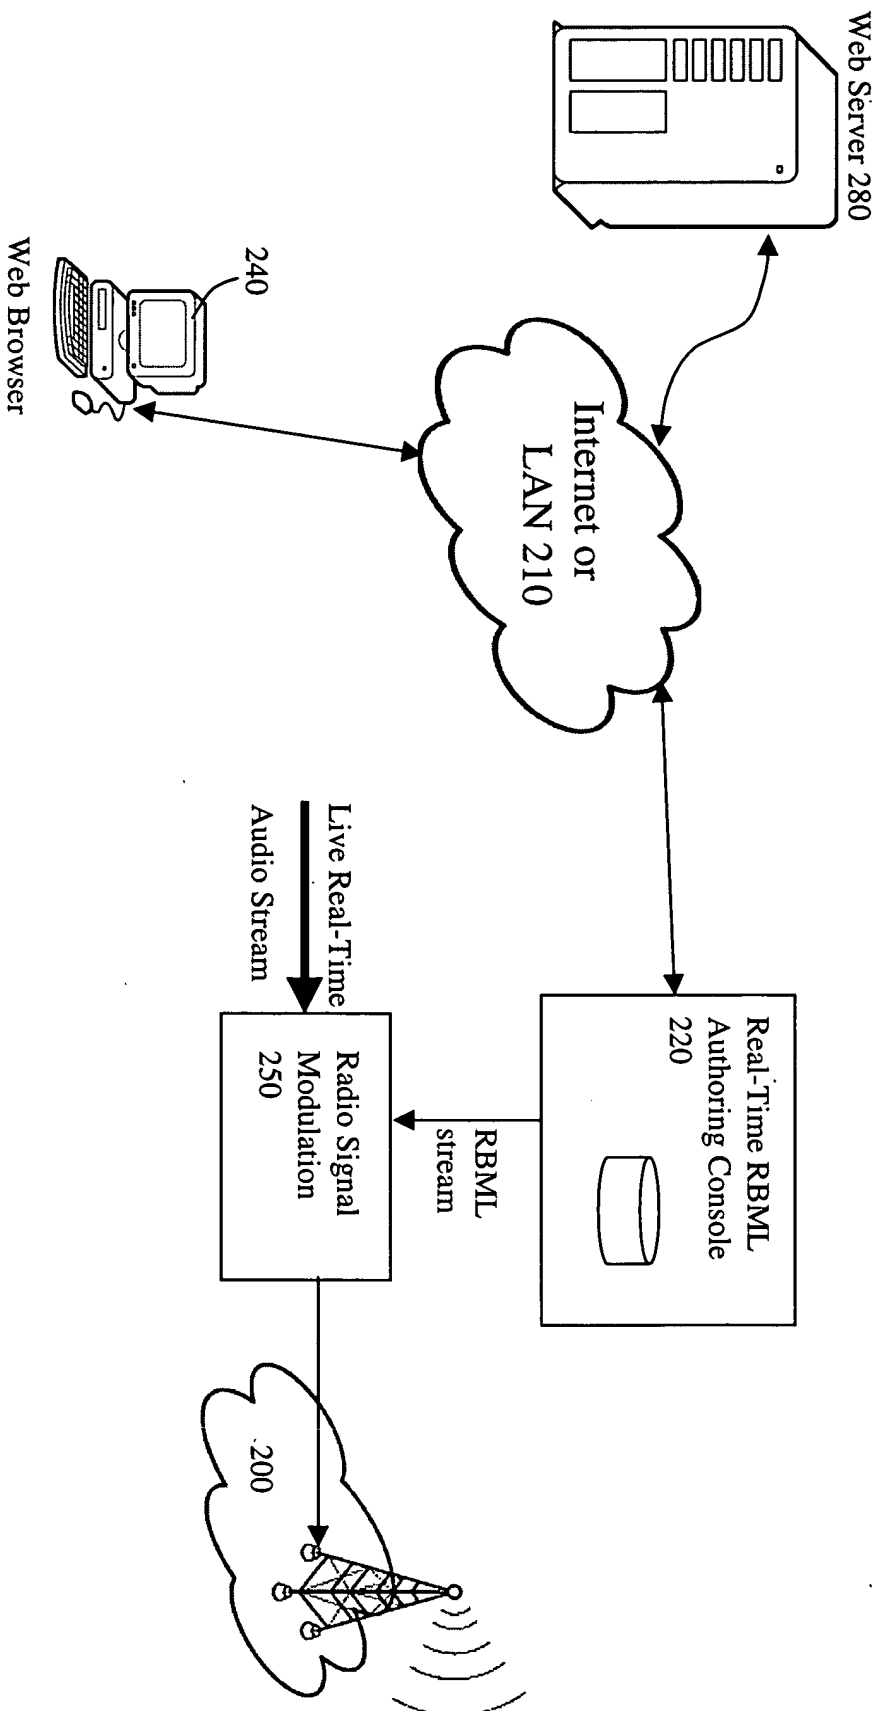 Web Server 280
Internet or
LAN 210
240
Web Browser
Real-Time RBML
Authoring Console
220
RBML
stream
Live Real-Time
Audio Stream
Radio Signal
Modulation
250
200